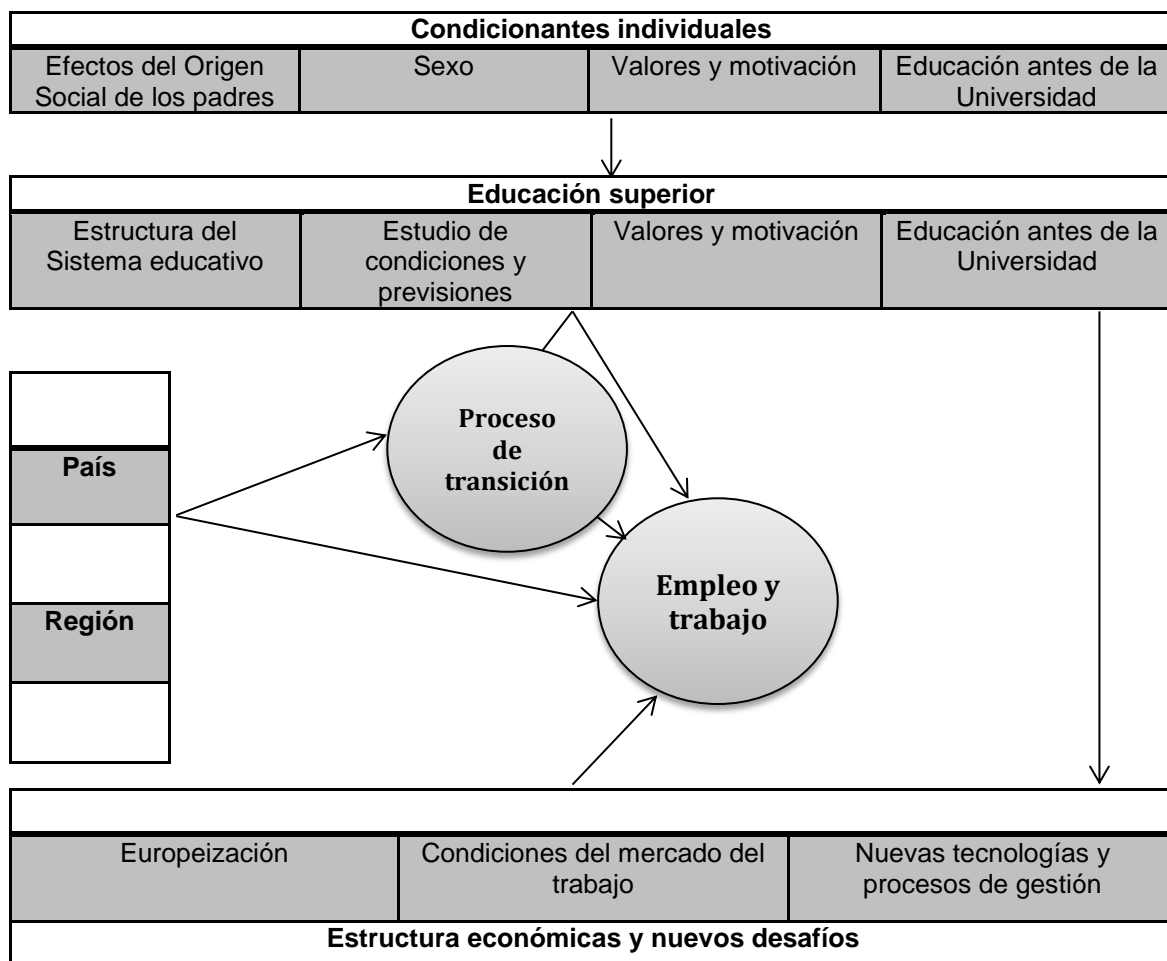 Condicionantes individuales
Efectos del Origen
Social de los padres
Sexo
Valores y motivación
Educación antes de la
Universidad
Educación superior
Estructura del
Sistema educativo
Estudio de
condiciones y
previsiones
Valores y motivación
Educación antes de la
Universidad
Proceso
de
transición
País
Región
Empleo y
trabajo
Europeización
Condiciones del mercado del
trabajo
Nuevas tecnologías y
procesos de gestión
Estructura económicas y nuevos desafíos